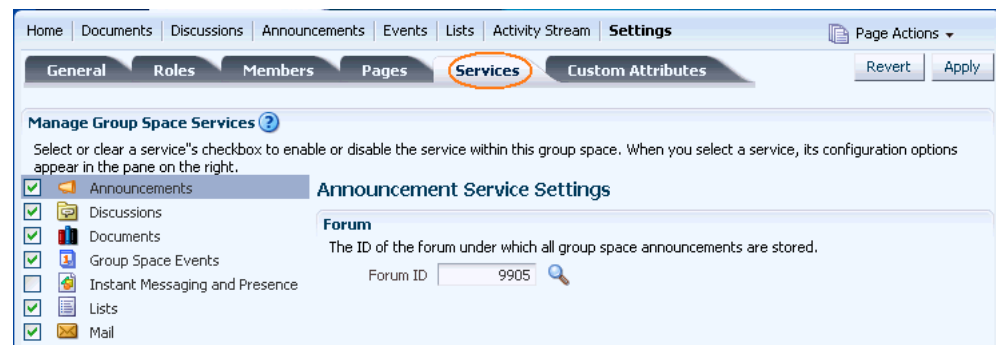 Home Documents Discussions Announcements Events Lists Activity Stream Settings Page Actions
General Roles Members Pages Services Custom Attributes Revert Apply
Manage Group Space Services ?
Select or clear a service"s checkbox to enable or disable the service within this group space. When you select a service, its configuration options
appear in the pane on the right.
Announcements
Discussions
Documents
Group Space Events
Instant Messaging and Presence
Lists
Mail
Announcement Service Settings
Forum
The ID of the forum under which all group space announcements are stored.
Forum ID 9905